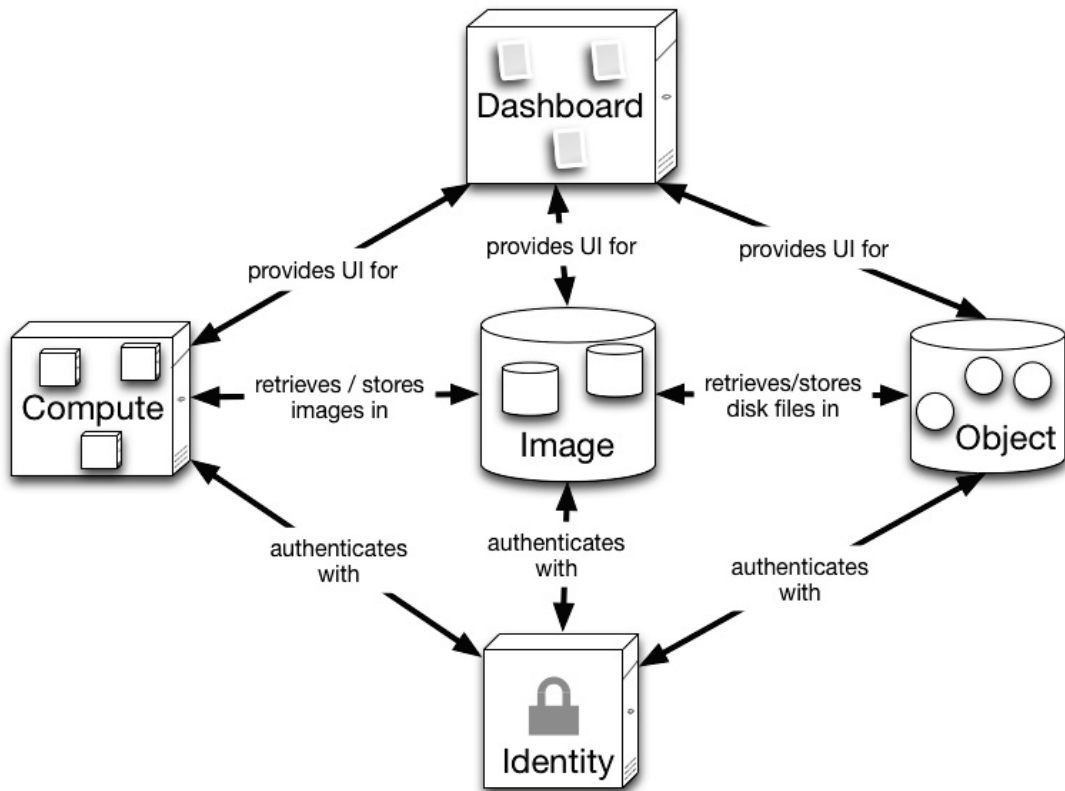 Dashboard
provides UI for
provides UI for
provides UI for
Compute
retrieves / stores
images in
Image
retrieves/stores
disk files in
Object
authenticates
with
authenticates
with
authenticates
with
Identity